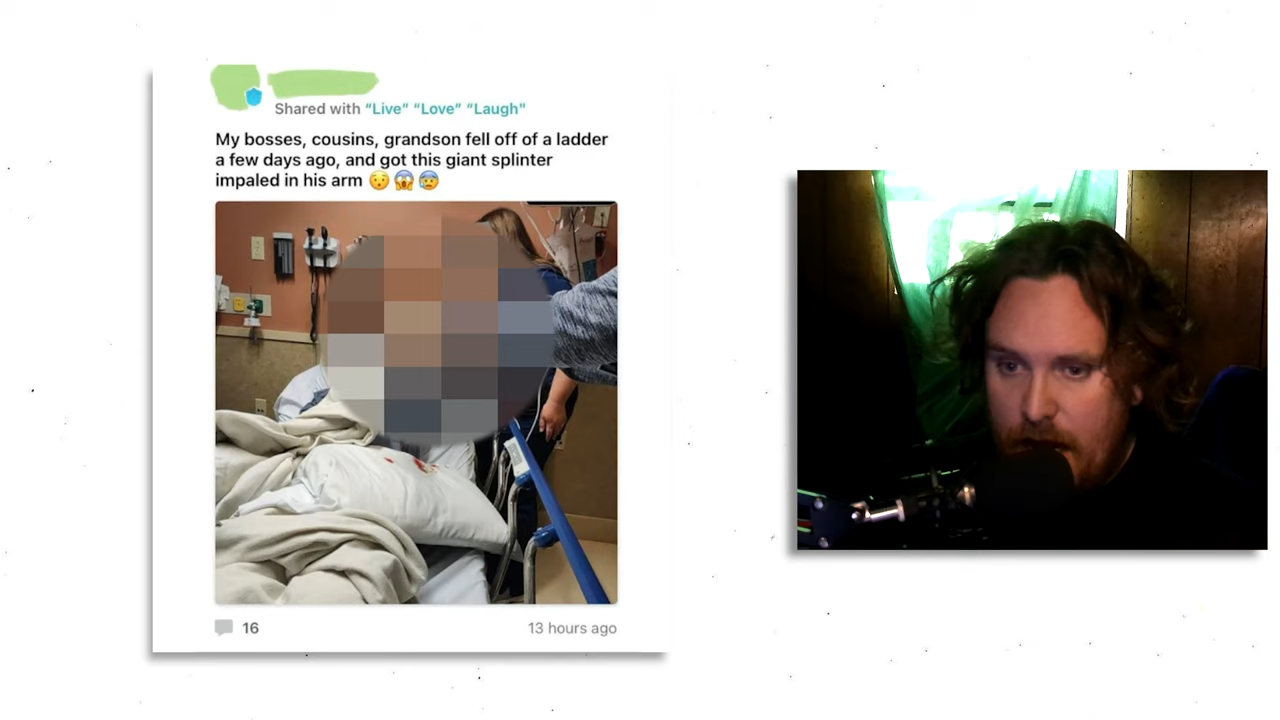 Shared with “Live” “Love” “Laugh"
My bosses, cousins, grandson fell off of a ladder
a few days ago, and got this giant splinter
impaled in his arm 😯 😱 😰
16
13 hours ago